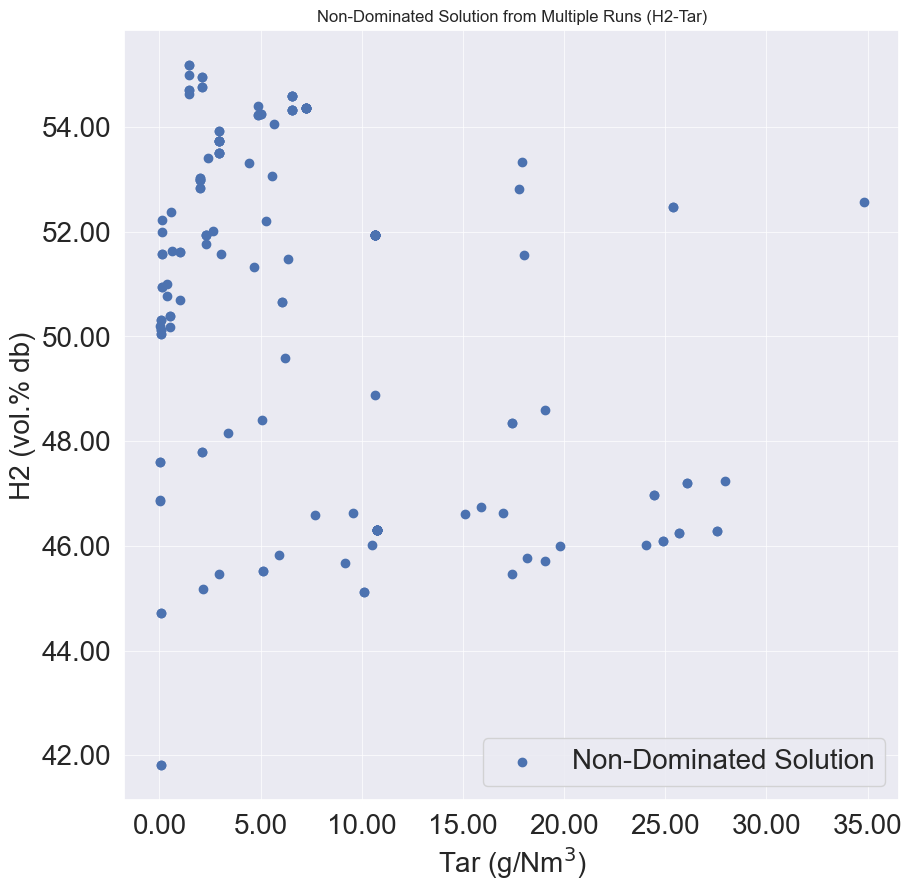 Non-Dominated Solution from Multiple Runs (H2-Tar)
H2 (vol.% db)
54.00
52.00
50.00
48.00
46.00
44.00
42.00
Non-Dominated Solution
0.00 5.00 10.00 15.00 20.00 25.00 30.00 35.00
Tar (g/Nm³)